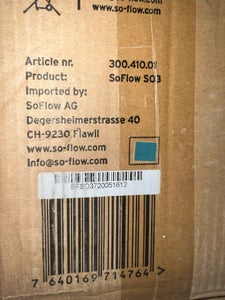 www.so-flow.com
Article nr. 300.410.01
Product: SoFlow SO3
Imported by:
SoFlow AG
Degersheimerstrasse 40
CH-9230 Flawil
www.so-flow.com
info@so-flow.com
SFSO3720051612
7 640169 714764 >